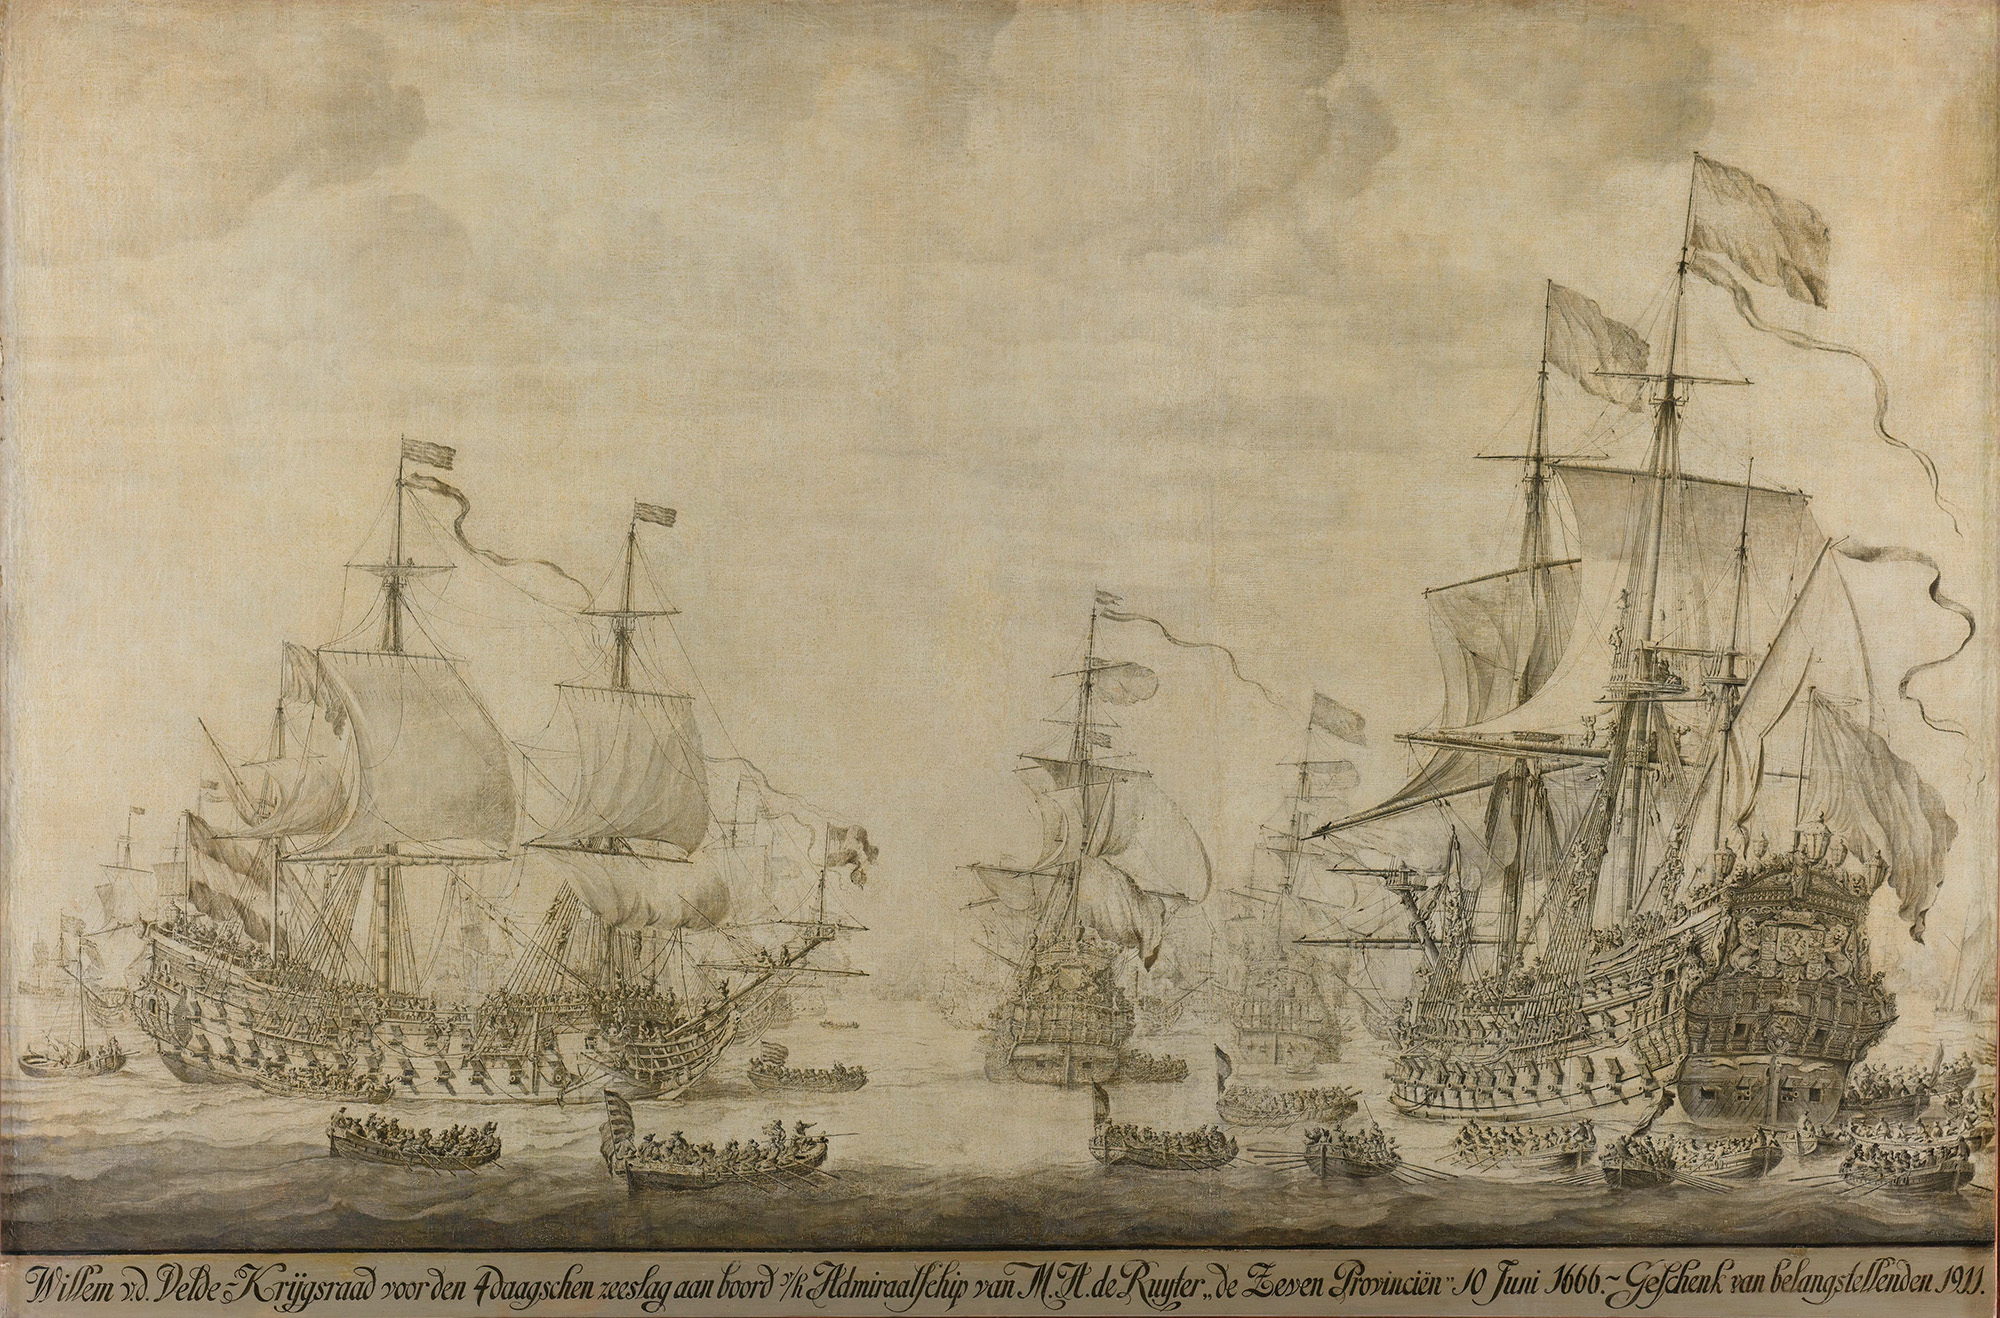 Willem v.d. Velde - Krijgsraad voor den 4daagschen zeeslag aan boord v/h Admiraalschip van M. A. de Ruyter „de Zeven Provinciën" 10 Juni 1666. ~ Geschenk van belangstellenden 1911.